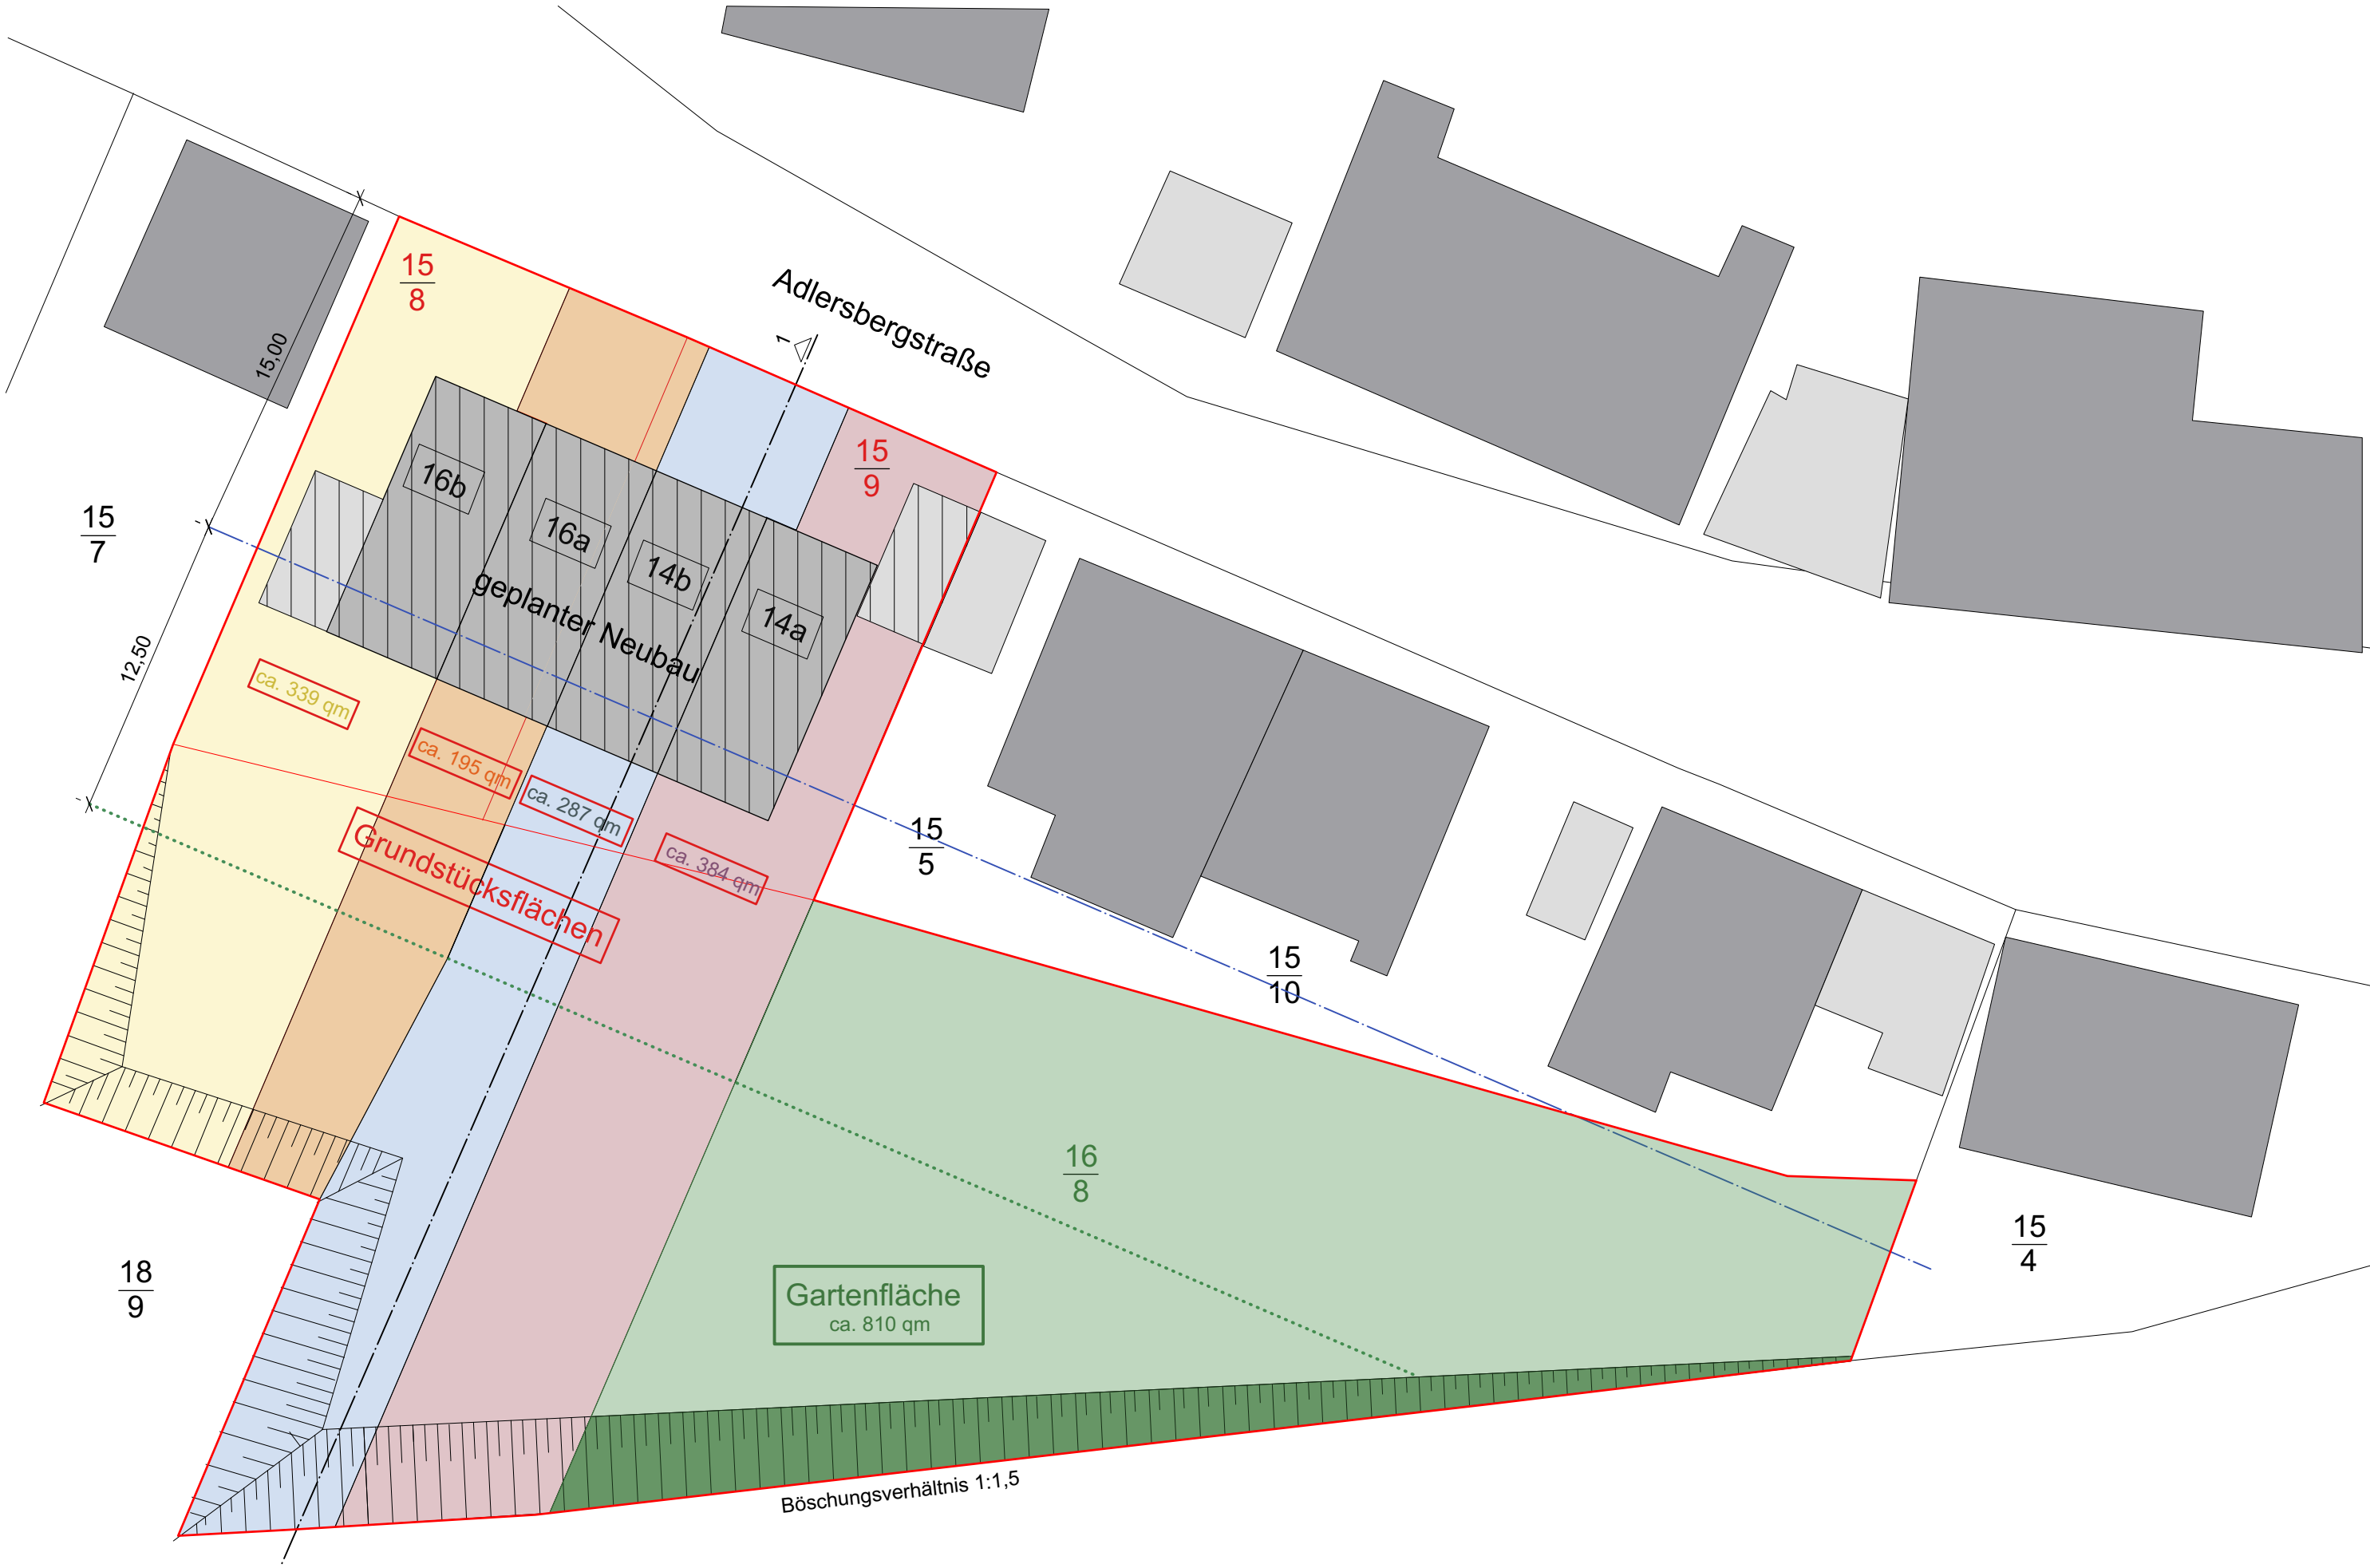 Adlersbergstraße
1
15
8
15
9
15,00
16b
16a
14b
14a
geplanter Neubau
15
7
12,50
ca. 339 qm
ca. 195 qm
ca. 287 qm
ca. 384 qm
Grundstücksflächen
15
5
15
10
16
8
15
4
18
9
Gartenfläche
ca. 810 qm
Böschungsverhältnis 1:1,5